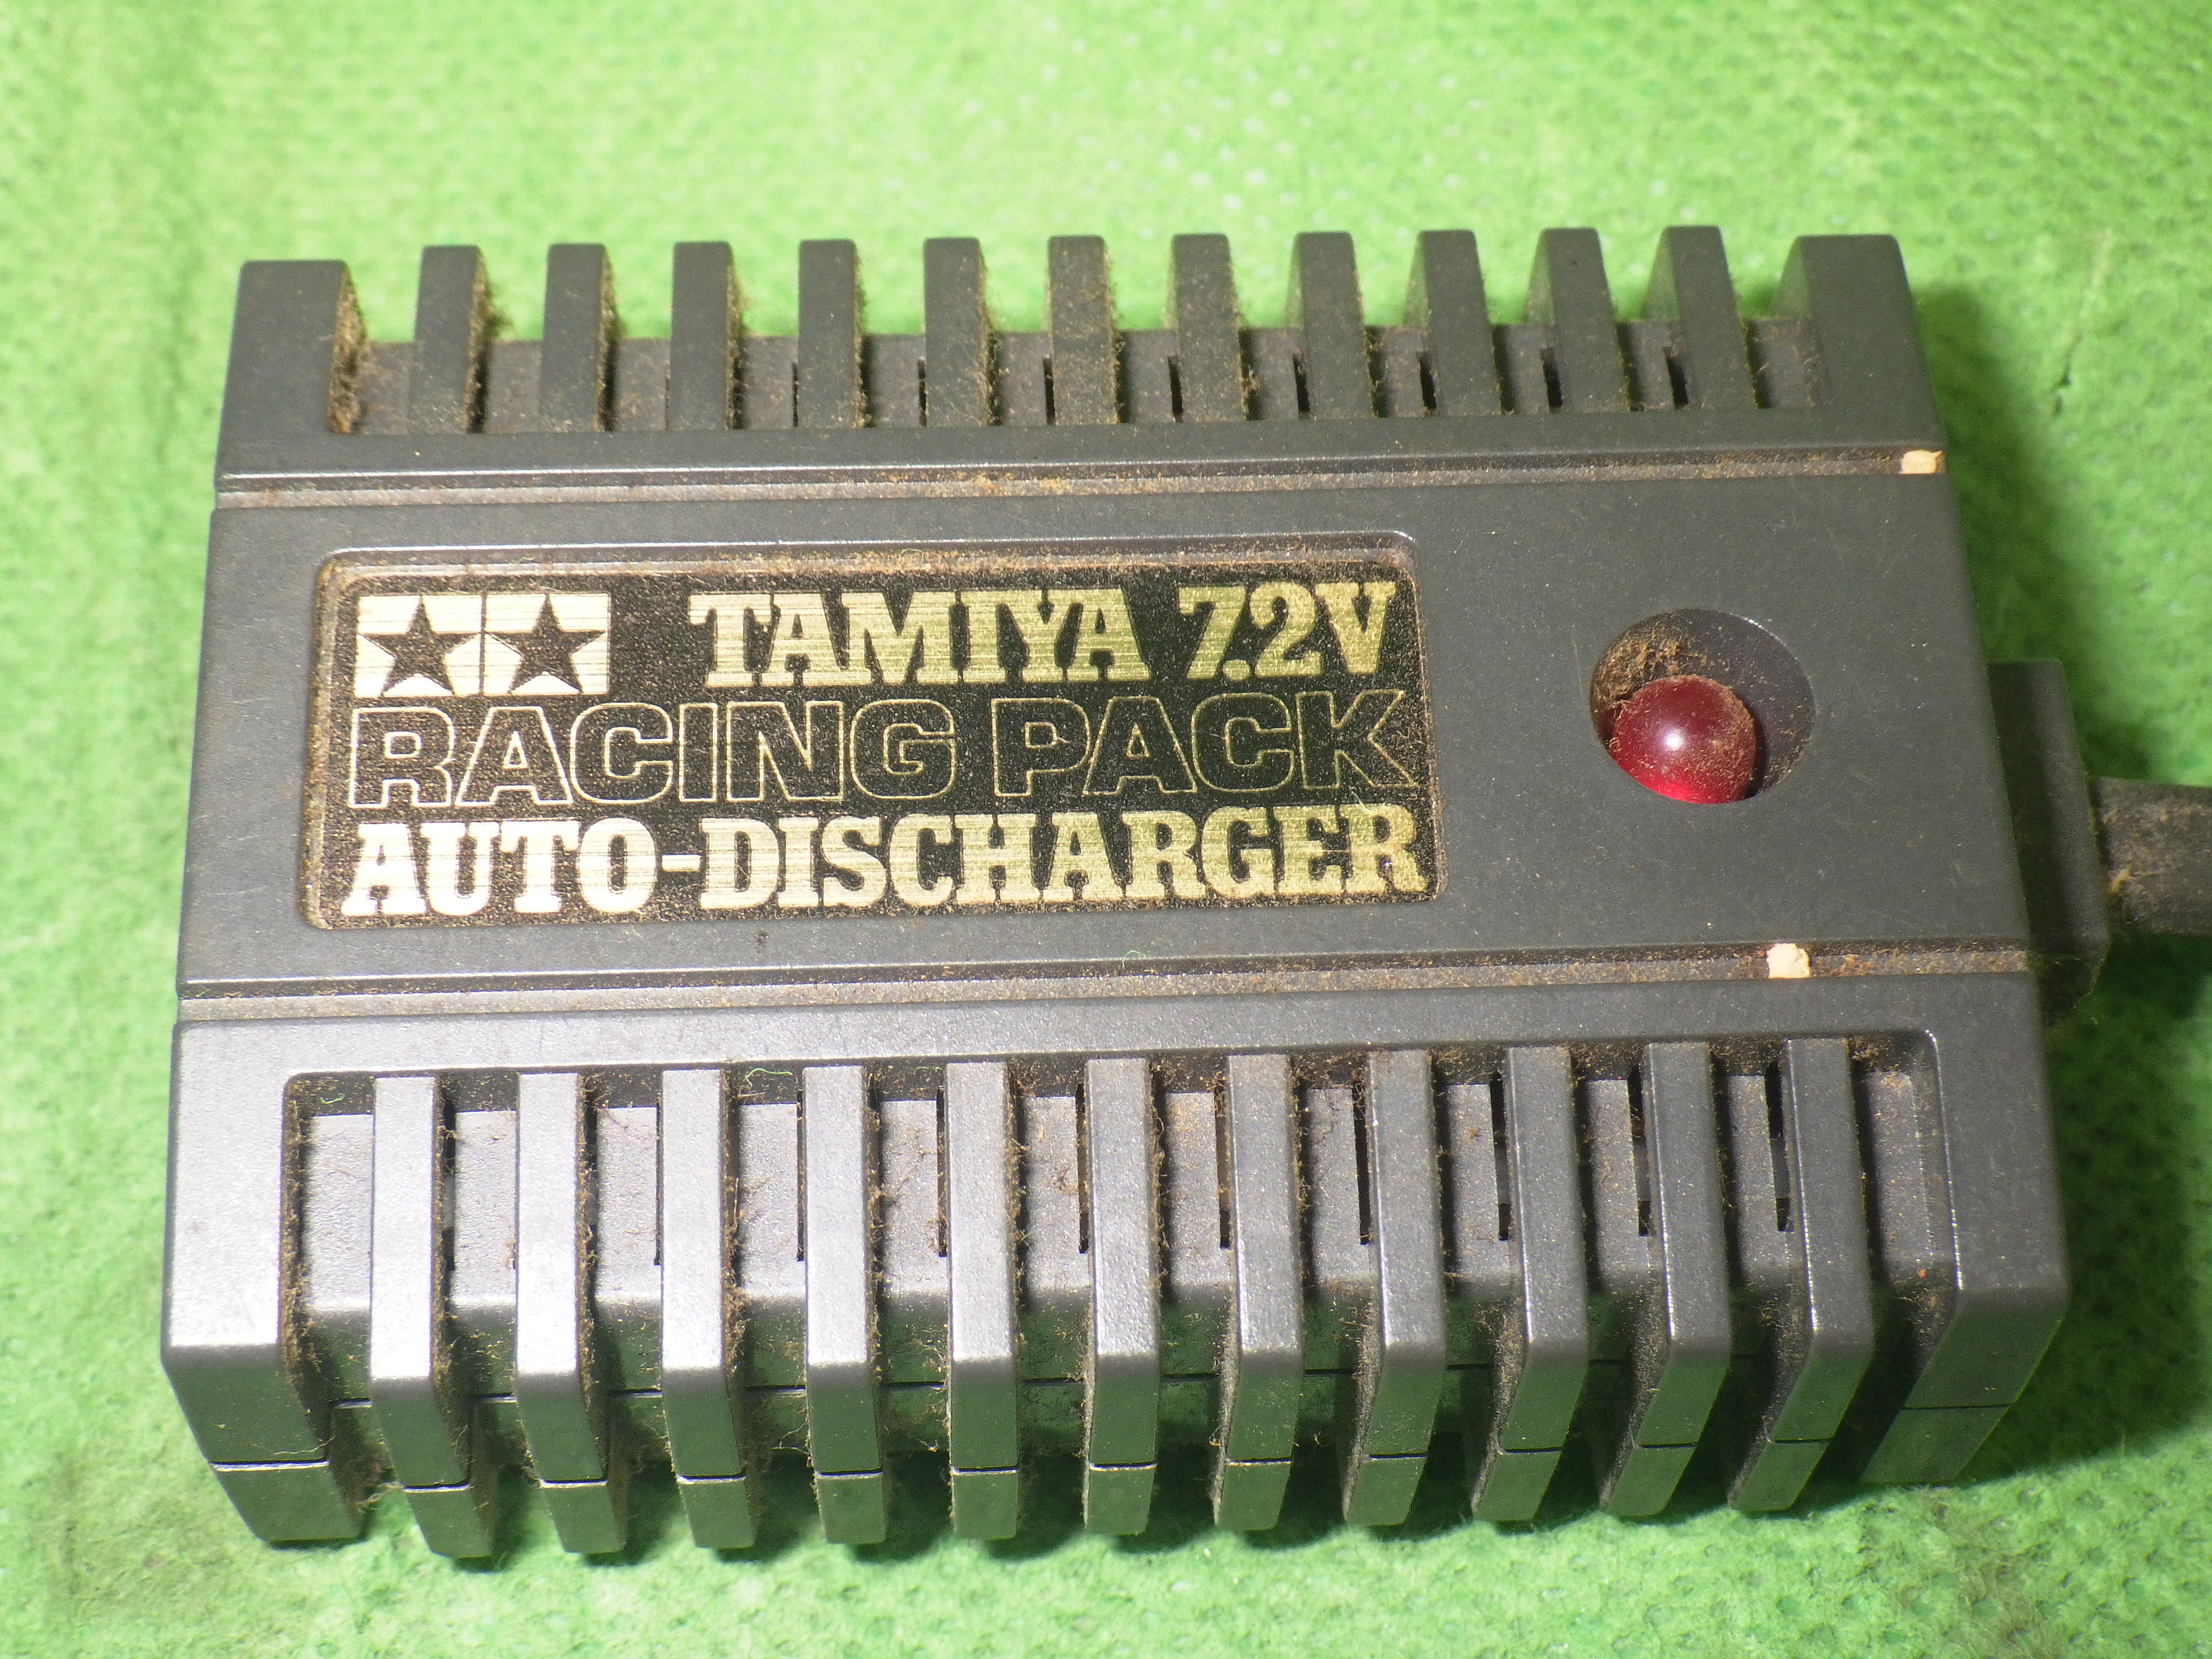 TAMIYA 7.2V
RACING PACK
AUTO-DISCHARGER